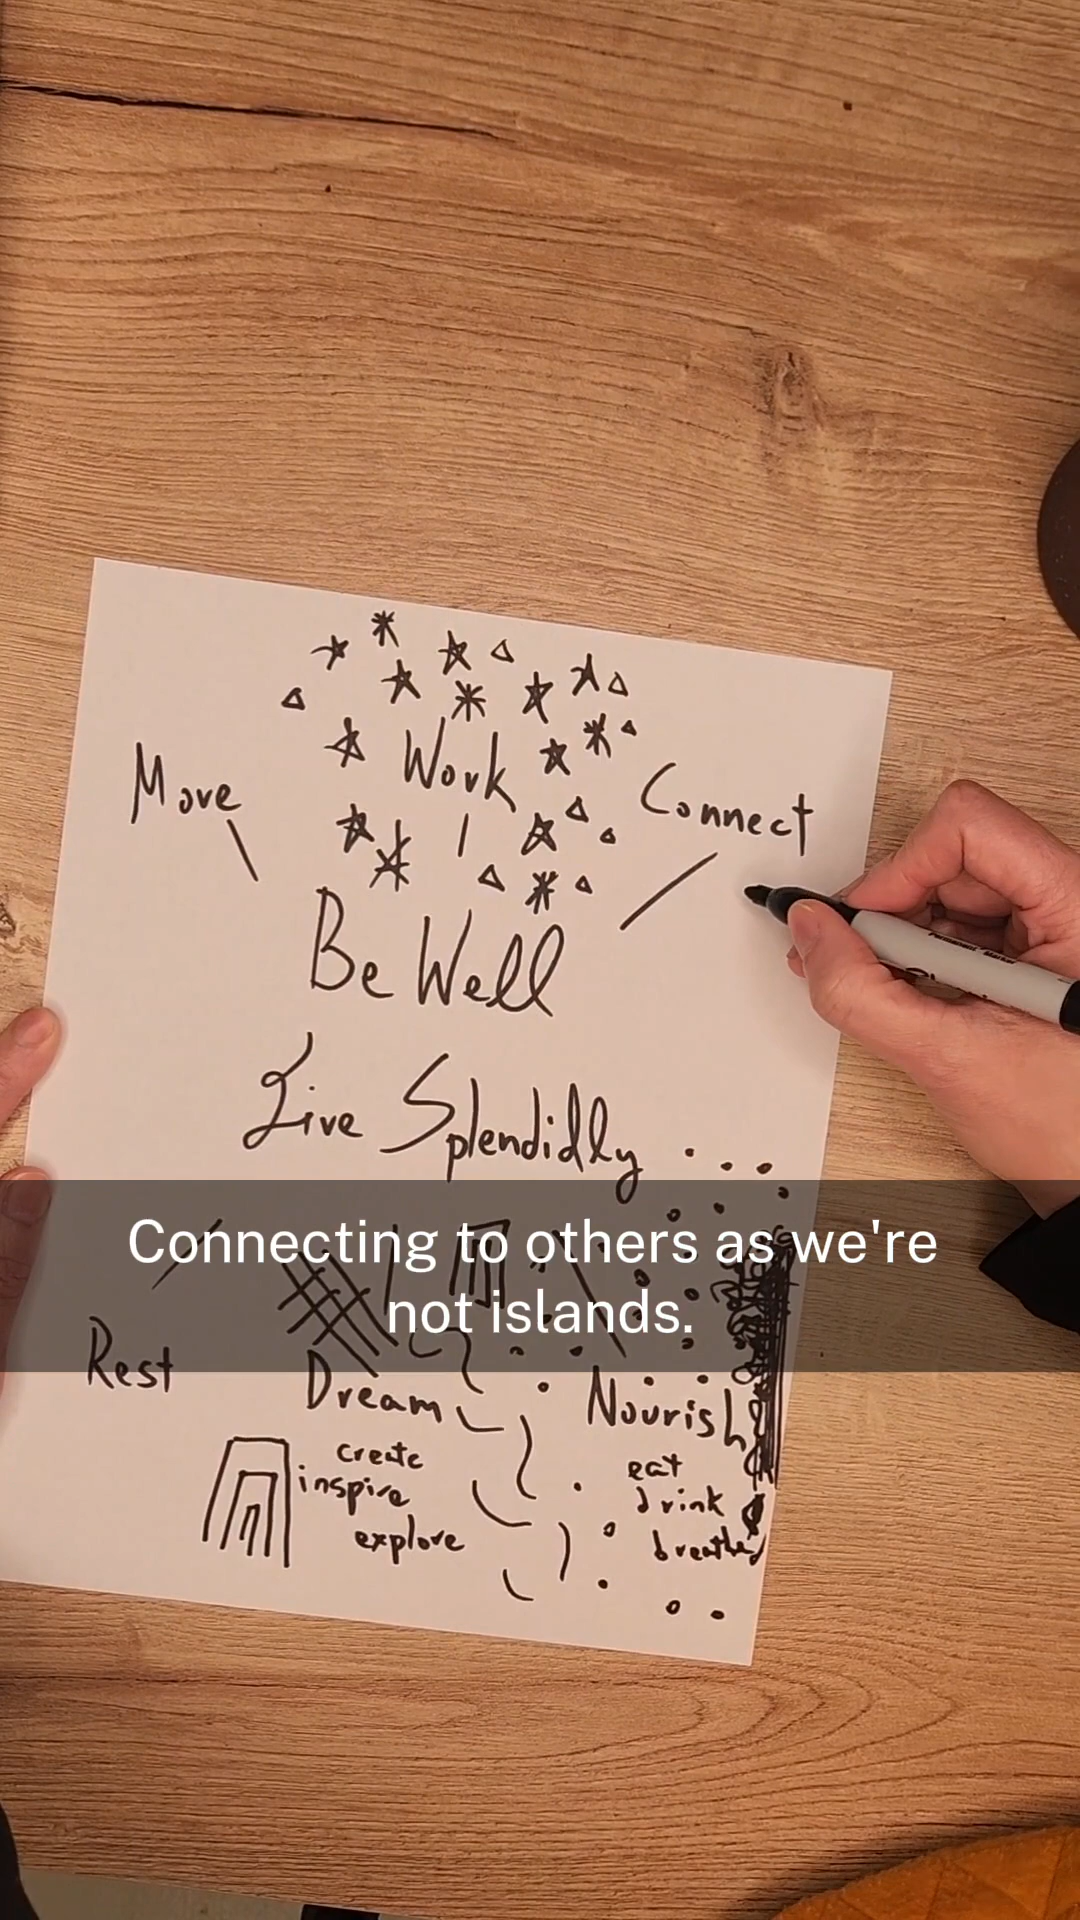 Work
Move
Connect
Be Well
Live Splendidly
Connecting to others as we're
not islands.
Rest
Dream
Nourish
create
inspire
explore
eat
drink
breathe